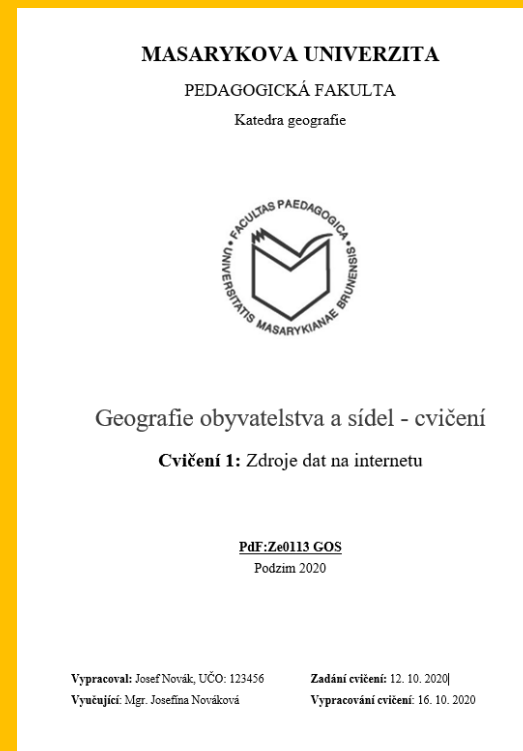 MASARYKOVA UNIVERZITA
PEDAGOGICKÁ FAKULTA
Katedra geografie
UNIVERSITATIS MASARYKIANAE BRUNENSIS • FACULTAS PAEDAGOGICA •
Geografie obyvatelstva a sídel - cvičení
Cvičení 1: Zdroje dat na internetu
PdF:Ze0113 GOS
Podzim 2020
Vypracoval: Josef Novák, UČO: 123456
Vyučující: Mgr. Josefína Nováková
Zadání cvičení: 12. 10. 2020
Vypracování cvičení: 16. 10. 2020